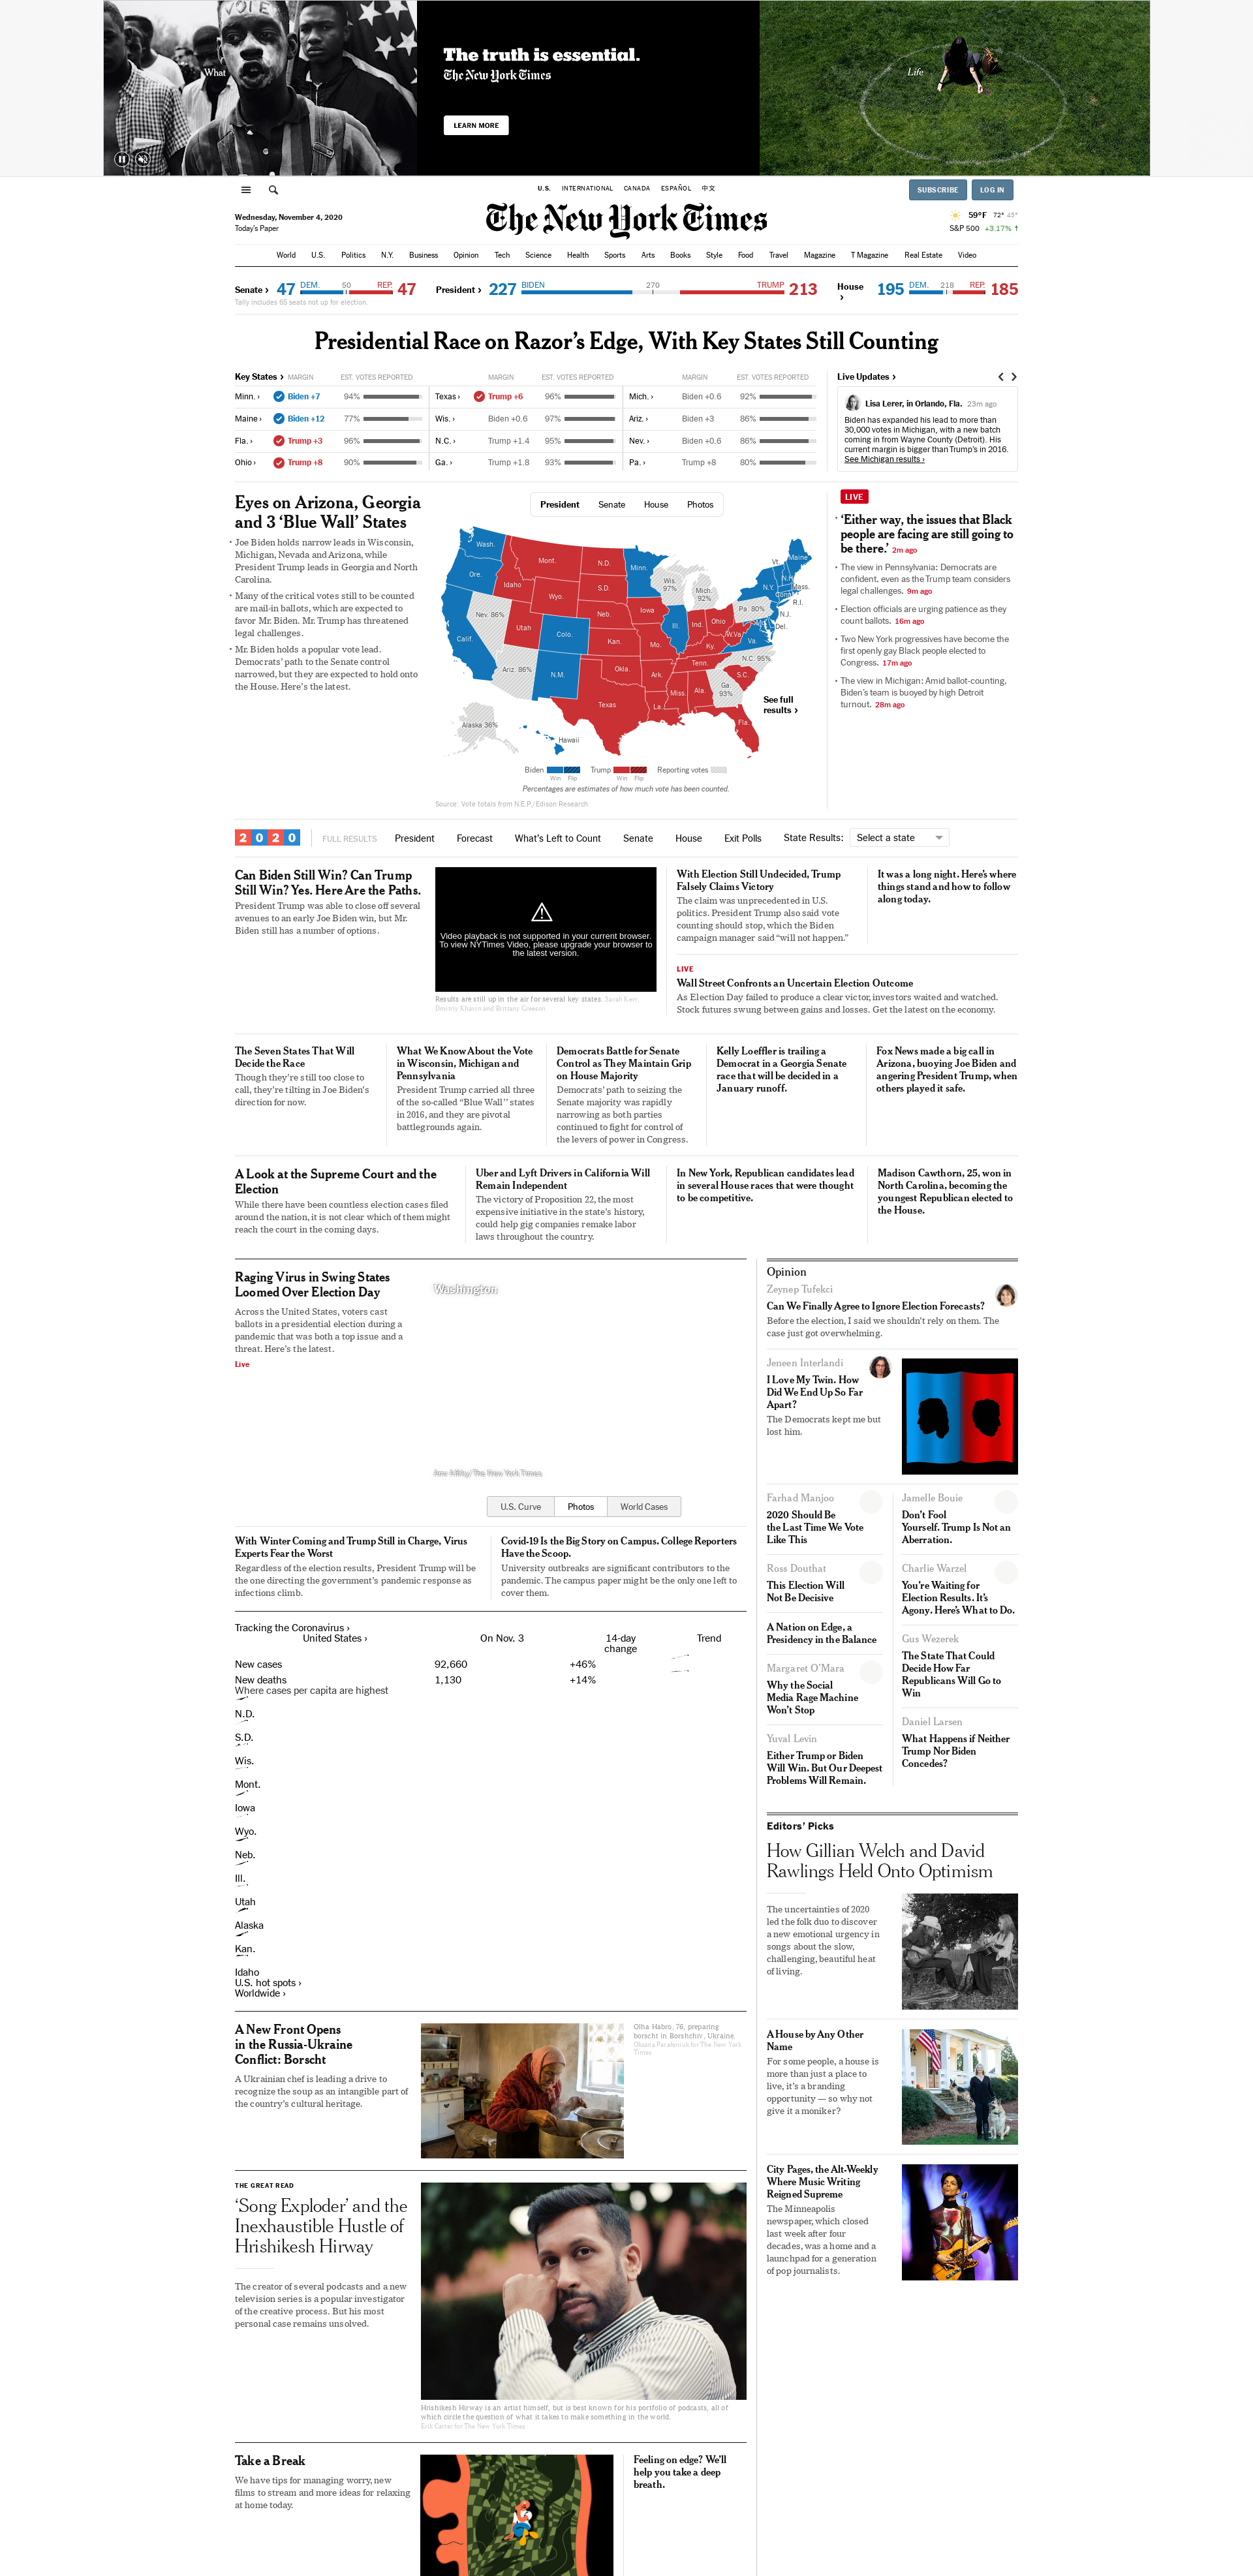 What
The truth is essential.
The New York Times
LEARN MORE
Life
U.S. INTERNATIONAL CANADA ESPAÑOL 中文
SUBSCRIBE LOG IN
Wednesday, November 4, 2020
Today's Paper
The New York Times
59°F 72° 45°
S&P 500 +3.17% ↑
World U.S. Politics N.Y. Business Opinion Tech Science Health Sports Arts Books Style Food Travel Magazine T Magazine Real Estate Video
Senate › 47 DEM. 50 REP. 47
Tally includes 65 seats not up for election.
President › 227 BIDEN 270 TRUMP 213
House › 195 DEM. 218 REP. 185
Presidential Race on Razor's Edge, With Key States Still Counting
Key States › MARGIN EST. VOTES REPORTED MARGIN EST. VOTES REPORTED MARGIN EST. VOTES REPORTED
Minn. › Biden +7 94% Texas › Trump +6 96% Mich. › Biden +0.6 92%
Maine › Biden +12 77% Wis. › Biden +0.6 97% Ariz. › Biden +3 86%
Fla. › Trump +3 96% N.C. › Trump +1.4 95% Nev. › Biden +0.6 86%
Ohio › Trump +8 90% Ga. › Trump +1.8 93% Pa. › Trump +8 80%
Live Updates ›
Lisa Lerer, in Orlando, Fla. 23m ago
Biden has expanded his lead to more than
30,000 votes in Michigan, with a new batch
coming in from Wayne County (Detroit). His
current margin is bigger than Trump's in 2016.
See Michigan results ›
Eyes on Arizona, Georgia
and 3 ‘Blue Wall’ States
• Joe Biden holds narrow leads in Wisconsin,
Michigan, Nevada and Arizona, while
President Trump leads in Georgia and North
Carolina.
• Many of the critical votes still to be counted
are mail-in ballots, which are expected to
favor Mr. Biden. Mr. Trump has threatened
legal challenges.
• Mr. Biden holds a popular vote lead.
Democrats' path to the Senate control
narrowed, but they are expected to hold onto
the House. Here's the latest.
President Senate House Photos
Wash.
Ore.
Calif.
Nev. 86%
Idaho
Mont.
Wyo.
Utah
Ariz. 86%
Colo.
N.M.
N.D.
S.D.
Neb.
Kan.
Okla.
Texas
Minn.
Iowa
Mo.
Ark.
La.
Wis.
97%
Ill.
Mich.
92%
Ind.
Ohio
Ky.
Tenn.
Miss.
Ala.
Ga.
93%
Fla.
S.C.
N.C. 95%
Va.
W.Va.
Pa. 80%
N.Y.
Vt.
N.H.
Maine
Mass.
Conn.
R.I.
N.J.
Del.
Alaska 36%
Hawaii
See full
results ›
Biden Trump Reporting votes
Win Flip Win Flip
Percentages are estimates of how much vote has been counted.
Source: Vote totals from N.E.P./Edison Research
LIVE
• ‘Either way, the issues that Black
people are facing are still going to
be there.’ 2m ago
• The view in Pennsylvania: Democrats are
confident, even as the Trump team considers
legal challenges. 9m ago
• Election officials are urging patience as they
count ballots. 16m ago
• Two New York progressives have become the
first openly gay Black people elected to
Congress. 17m ago
• The view in Michigan: Amid ballot-counting,
Biden's team is buoyed by high Detroit
turnout. 28m ago
2020 FULL RESULTS President Forecast What's Left to Count Senate House Exit Polls State Results: Select a state
Can Biden Still Win? Can Trump
Still Win? Yes. Here Are the Paths.
President Trump was able to close off several
avenues to an early Joe Biden win, but Mr.
Biden still has a number of options.
Video playback is not supported in your current browser.
To view NYTimes Video, please upgrade your browser to
the latest version.
Results are still up in the air for several key states. Sarah Kerr,
Dmitriy Khavin and Brittany Greeson
With Election Still Undecided, Trump
Falsely Claims Victory
The claim was unprecedented in U.S.
politics. President Trump also said vote
counting should stop, which the Biden
campaign manager said “will not happen.”
It was a long night. Here's where
things stand and how to follow
along today.
LIVE
Wall Street Confronts an Uncertain Election Outcome
As Election Day failed to produce a clear victor, investors waited and watched.
Stock futures swung between gains and losses. Get the latest on the economy.
The Seven States That Will
Decide the Race
Though they're still too close to
call, they're tilting in Joe Biden's
direction for now.
What We Know About the Vote
in Wisconsin, Michigan and
Pennsylvania
President Trump carried all three
of the so-called “Blue Wall” states
in 2016, and they are pivotal
battlegrounds again.
Democrats Battle for Senate
Control as They Maintain Grip
on House Majority
Democrats' path to seizing the
Senate majority was rapidly
narrowing as both parties
continued to fight for control of
the levers of power in Congress.
Kelly Loeffler is trailing a
Democrat in a Georgia Senate
race that will be decided in a
January runoff.
Fox News made a big call in
Arizona, buoying Joe Biden and
angering President Trump, when
others played it safe.
A Look at the Supreme Court and the
Election
While there have been countless election cases filed
around the nation, it is not clear which of them might
reach the court in the coming days.
Uber and Lyft Drivers in California Will
Remain Independent
The victory of Proposition 22, the most
expensive initiative in the state's history,
could help gig companies remake labor
laws throughout the country.
In New York, Republican candidates lead
in several House races that were thought
to be competitive.
Madison Cawthorn, 25, won in
North Carolina, becoming the
youngest Republican elected to
the House.
Raging Virus in Swing States
Loomed Over Election Day
Across the United States, voters cast
ballots in a presidential election during a
pandemic that was both a top issue and a
threat. Here's the latest.
Live
Washington
/The New York Times
U.S. Curve Photos World Cases
With Winter Coming and Trump Still in Charge, Virus
Experts Fear the Worst
Regardless of the election results, President Trump will be
the one directing the government's pandemic response as
infections climb.
Covid-19 Is the Big Story on Campus. College Reporters
Have the Scoop.
University outbreaks are significant contributors to the
pandemic. The campus paper might be the only one left to
cover them.
Tracking the Coronavirus ›
United States › On Nov. 3 14-day
change Trend
New cases 92,660 +46%
New deaths 1,130 +14%
Where cases per capita are highest
N.D.
S.D.
Wis.
Mont.
Iowa
Wyo.
Neb.
Ill.
Utah
Alaska
Kan.
Idaho
U.S. hot spots ›
Worldwide ›
A New Front Opens
in the Russia-Ukraine
Conflict: Borscht
A Ukrainian chef is leading a drive to
recognize the soup as an intangible part of
the country's cultural heritage.
Olha Habro, 76, preparing
borscht in Borshchiv, Ukraine.
Oksana Parafeniuk for The New York
Times
THE GREAT READ
‘Song Exploder’ and the
Inexhaustible Hustle of
Hrishikesh Hirway
The creator of several podcasts and a new
television series is a popular investigator
of the creative process. But his most
personal case remains unsolved.
Hrishikesh Hirway is an artist himself, but is best known for his portfolio of podcasts, all of
which circle the question of what it takes to make something in the world.
Erik Carter for The New York Times
Take a Break
We have tips for managing worry, new
films to stream and more ideas for relaxing
at home today.
Feeling on edge? We'll
help you take a deep
breath.
Opinion
Zeynep Tufekci
Can We Finally Agree to Ignore Election Forecasts?
Before the election, I said we shouldn't rely on them. The
case just got overwhelming.
Jeneen Interlandi
I Love My Twin. How
Did We End Up So Far
Apart?
The Democrats kept me but
lost him.
Farhad Manjoo
2020 Should Be
the Last Time We Vote
Like This
Ross Douthat
This Election Will
Not Be Decisive
A Nation on Edge, a
Presidency in the Balance
Margaret O'Mara
Why the Social
Media Rage Machine
Won't Stop
Yuval Levin
Either Trump or Biden
Will Win. But Our Deepest
Problems Will Remain.
Jamelle Bouie
Don't Fool
Yourself. Trump Is Not an
Aberration.
Charlie Warzel
You're Waiting for
Election Results. It's
Agony. Here's What to Do.
Gus Wezerek
The State That Could
Decide How Far
Republicans Will Go to
Win
Daniel Larsen
What Happens if Neither
Trump Nor Biden
Concedes?
Editors' Picks
How Gillian Welch and David
Rawlings Held Onto Optimism
The uncertainties of 2020
led the folk duo to discover
a new emotional urgency in
songs about the slow,
challenging, beautiful heat
of living.
A House by Any Other
Name
For some people, a house is
more than just a place to
live, it's a branding
opportunity — so why not
give it a moniker?
City Pages, the Alt-Weekly
Where Music Writing
Reigned Supreme
The Minneapolis
newspaper, which closed
last week after four
decades, was a home and a
launchpad for a generation
of pop journalists.